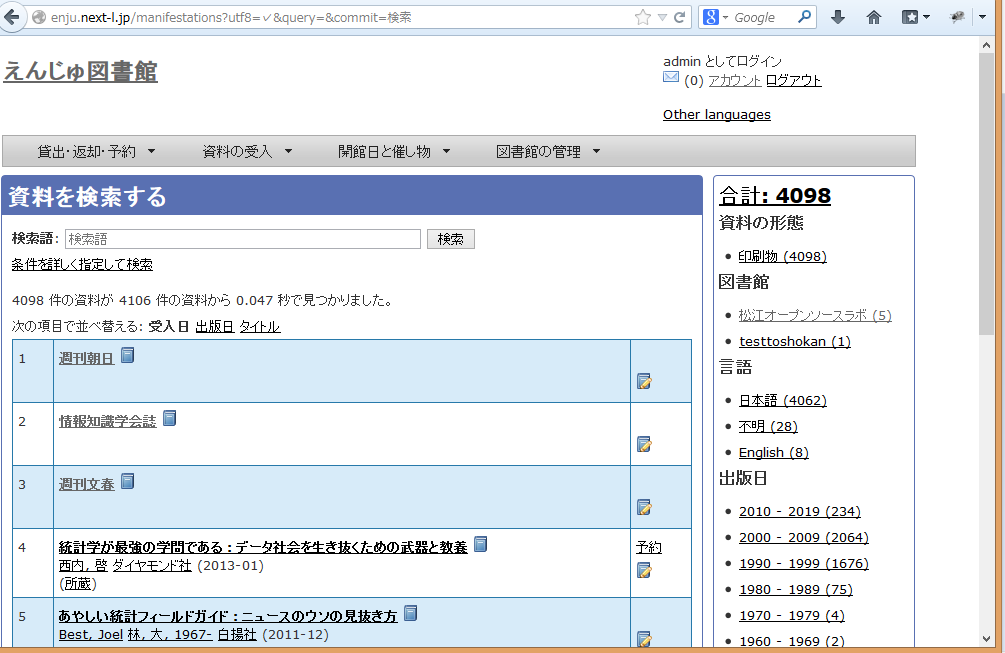 enju.next-l.jp/manifestations?utf8=✓&query=&commit=検索
Google
えんじゅ図書館
admin としてログイン
(0) アカウント ログアウト
Other languages
貸出・返却・予約 資料の受入 開館日と催し物 図書館の管理
資料を検索する
検索語: 検索語 検索
条件を詳しく指定して検索
4098 件の資料が 4106 件の資料から 0.047 秒で見つかりました。
次の項目で並べ替える: 受入日 出版日 タイトル
1 週刊朝日
2 情報知識学会誌
3 週刊文春
4 統計学が最強の学問である : データ社会を生き抜くための武器と教養 予約
西内, 啓 ダイヤモンド社 (2013-01)
(所蔵)
5 あやしい統計フィールドガイド : ニュースのウソの見抜き方
Best, Joel 林, 大, 1967- 白揚社 (2011-12)
合計: 4098
資料の形態
印刷物 (4098)
図書館
松江オープンソースラボ (5)
testtoshokan (1)
言語
日本語 (4062)
不明 (28)
English (8)
出版日
2010 - 2019 (234)
2000 - 2009 (2064)
1990 - 1999 (1676)
1980 - 1989 (75)
1970 - 1979 (4)
1960 - 1969 (2)